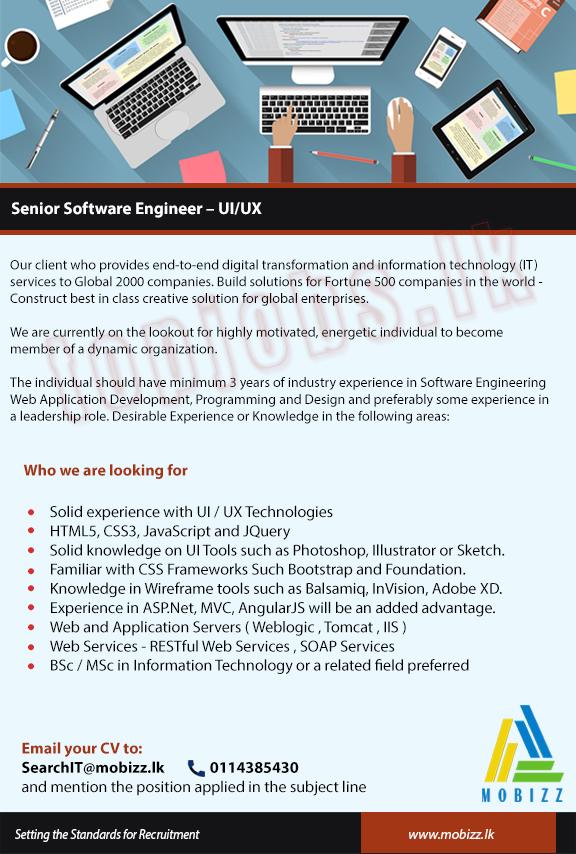 Senior Software Engineer – UI/UX
Our client who provides end-to-end digital transformation and information technology (IT)
services to Global 2000 companies. Build solutions for Fortune 500 companies in the world -
Construct best in class creative solution for global enterprises.
We are currently on the lookout for highly motivated, energetic individual to become
member of a dynamic organization.
The individual should have minimum 3 years of industry experience in Software Engineering
Web Application Development, Programming and Design and preferably some experience in
a leadership role. Desirable Experience or Knowledge in the following areas:
topjobs.lk
Who we are looking for
• Solid experience with UI / UX Technologies
• HTML5, CSS3, JavaScript and JQuery
• Solid knowledge on UI Tools such as Photoshop, Illustrator or Sketch.
• Familiar with CSS Frameworks Such Bootstrap and Foundation.
• Knowledge in Wireframe tools such as Balsamiq, InVision, Adobe XD.
• Experience in ASP.Net, MVC, AngularJS will be an added advantage.
• Web and Application Servers ( Weblogic , Tomcat , IIS )
• Web Services - RESTful Web Services , SOAP Services
• BSc / MSc in Information Technology or a related field preferred
Email your CV to:
SearchIT@mobizz.lk 0114385430
and mention the position applied in the subject line
MOBIZZ
Setting the Standards for Recruitment
www.mobizz.lk